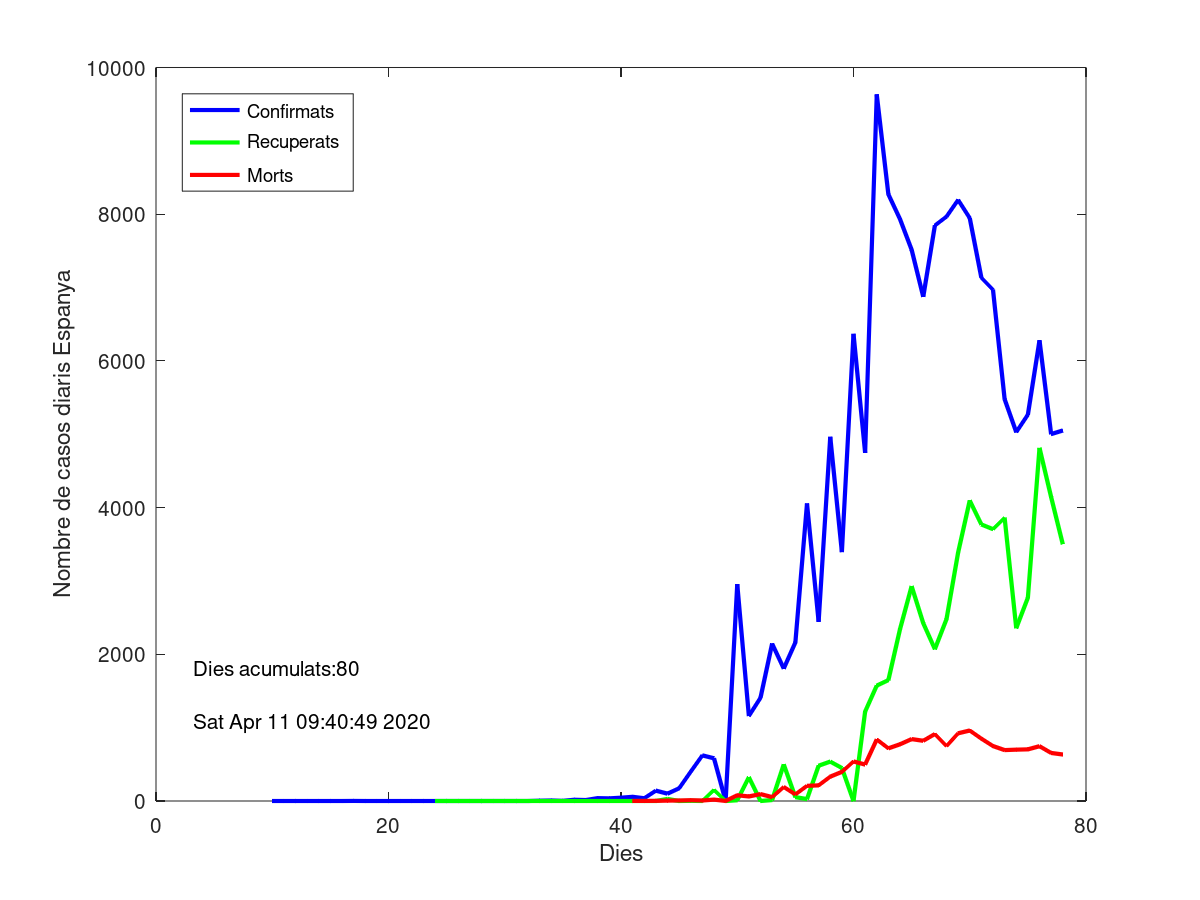 10000
8000
6000
4000
2000
0
Nombre de casos diaris Espanya
Confirmats
Recuperats
Morts
Dies acumulats:80
Sat Apr 11 09:40:49 2020
0 20 40 60 80
Dies